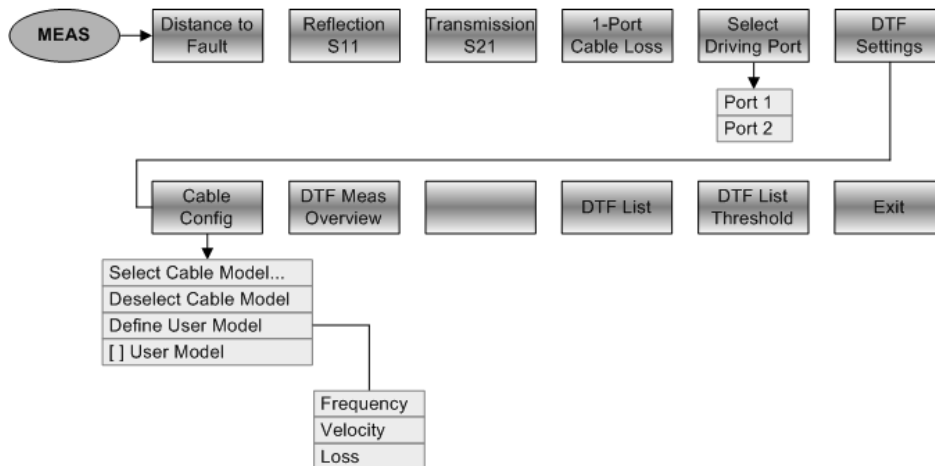 MEAS
Distance to
Fault
Reflection
S11
Transmission
S21
1-Port
Cable Loss
Select
Driving Port
DTF
Settings
Port 1
Port 2
Cable
Config
DTF Meas
Overview
DTF List
DTF List
Threshold
Exit
Select Cable Model...
Deselect Cable Model
Define User Model
[ ] User Model
Frequency
Velocity
Loss